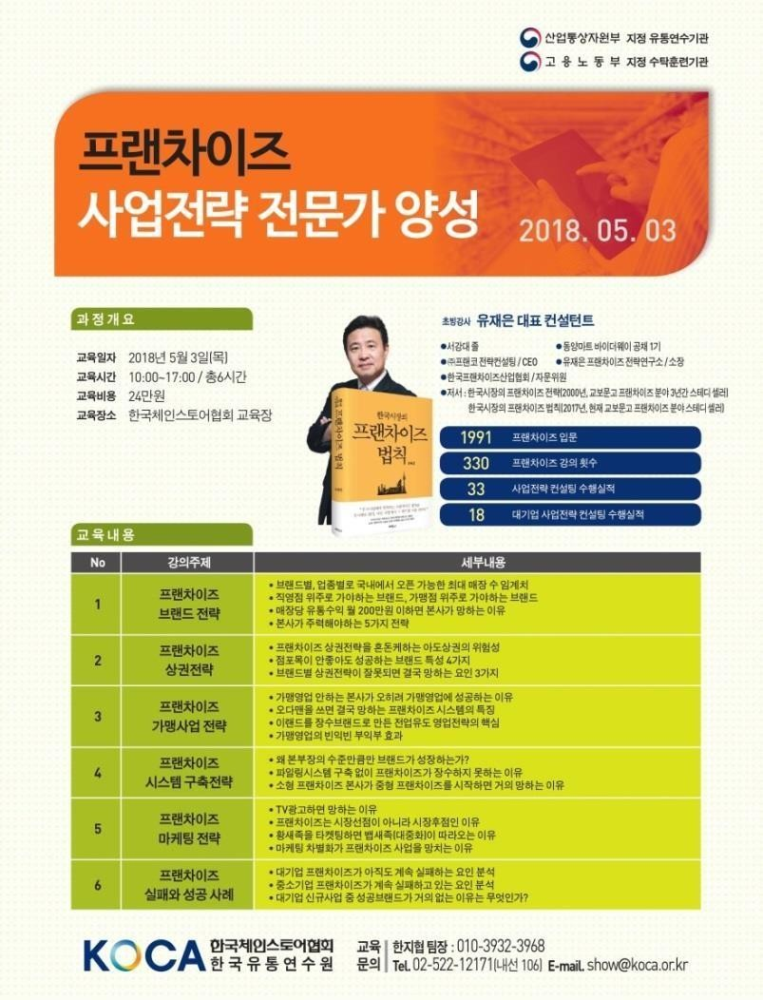 산업통상자원부 지정 유통연수기관
고용노동부 지정 수탁훈련기관
프랜차이즈
사업전략 전문가 양성
2018. 05. 03
과정개요
교육일자 2018년 5월 3일(목)
교육시간 10:00~17:00 / 총6시간
교육비용 24만원
교육장소 한국체인스토어협회 교육장
초빙강사 유재은 대표 컨설턴트
●서강대 졸 ●동양마트 바이더웨이 공채 1기
●㈜프랜코 전략컨설팅 / CEO ●유재은 프랜차이즈 전략연구소 / 소장
●한국프랜차이즈산업협회 / 자문위원
●저서 : 한국시장의 프랜차이즈 전략(2000년, 교보문고 프랜차이즈 분야 3년간 스테디 셀러)
한국시장의 프랜차이즈 법칙(2017년, 현재 교보문고 프랜차이즈 분야 스테디 셀러)
한국시장의
프랜차이즈
법칙
프랜차이즈 법칙
1991 프랜차이즈 입문
330 프랜차이즈 강의 횟수
33 사업전략 컨설팅 수행실적
18 대기업 사업전략 컨설팅 수행실적
교육내용
No 강의주제 세부내용
1 프랜차이즈
브랜드 전략
• 브랜드별, 업종별로 국내에서 오픈 가능한 최대 매장 수 임계치
• 직영점 위주로 가야하는 브랜드, 가맹점 위주로 가야하는 브랜드
• 매장당 유통수익 월 200만원 이하면 본사가 망하는 이유
• 본사가 주력해야하는 5가지 전략
2 프랜차이즈
상권전략
• 프랜차이즈 상권전략을 혼돈케하는 아도상권의 위험성
• 점포목이 안좋아도 성공하는 브랜드 특성 4가지
• 브랜드별 상권전략이 잘못되면 결국 망하는 요인 3가지
3 프랜차이즈
가맹사업 전략
• 가맹영업 안하는 본사가 오히려 가맹영업에 성공하는 이유
• 오다맨을 쓰면 결국 망하는 프랜차이즈 시스템의 특징
• 이랜드를 장수브랜드로 만든 전업유도 영업전략의 핵심
• 가맹영업의 빈익빈 부익부 효과
4 프랜차이즈
시스템 구축전략
• 왜 본부장의 수준만큼만 브랜드가 성장하는가?
• 파일링시스템 구축 없이 프랜차이즈가 장수하지 못하는 이유
• 소형 프랜차이즈 본사가 중형 프랜차이즈를 시작하면 거의 망하는 이유
5 프랜차이즈
마케팅 전략
• TV광고하면 망하는 이유
• 프랜차이즈는 시장선점이 아니라 시장후점인 이유
• 황새족을 타켓팅하면 뱁새족(대중화)이 따라오는 이유
• 마케팅 차별화가 프랜차이즈 사업을 망치는 이유
6 프랜차이즈
실패와 성공 사례
• 대기업 프랜차이즈가 아직도 계속 실패하는 요인 분석
• 중소기업 프랜차이즈가 계속 실패하고 있는 요인 분석
• 대기업 신규사업 중 성공브랜드가 거의 없는 이유는 무엇인가?
KOCA 한국체인스토어협회
한국유통연수원
교육 문의
한지협 팀장 : 010-3932-3968
Tel. 02-522-12171(내선 106) E-mail. show@koca.or.kr